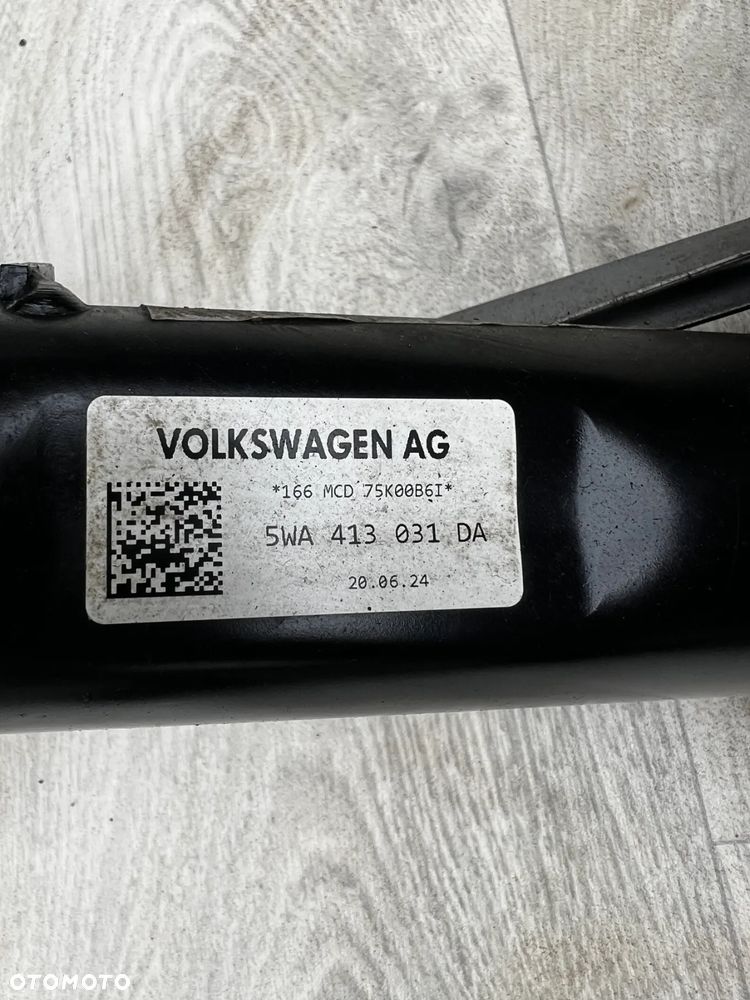 VOLKSWAGEN AG
*166 MCD 75K00B6I*
5WA 413 031 DA
20.06.24
OTOMOTO